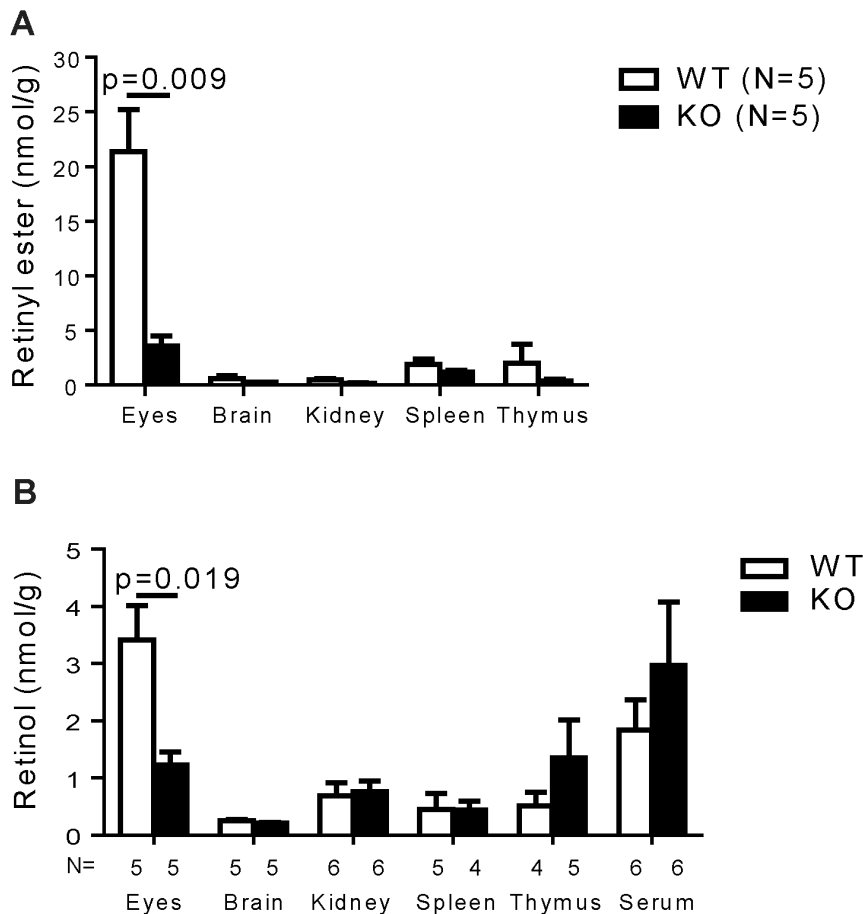 A
Retinyl ester (nmol/g)
30
25
20
15
10
5
0
p=0.009
WT (N=5)
KO (N=5)
Eyes Brain Kidney Spleen Thymus
B
Retinol (nmol/g)
5
4
3
2
1
0
p=0.019
WT
KO
N= 5 5 5 5 6 6 5 4 4 5 6 6
Eyes Brain Kidney Spleen Thymus Serum